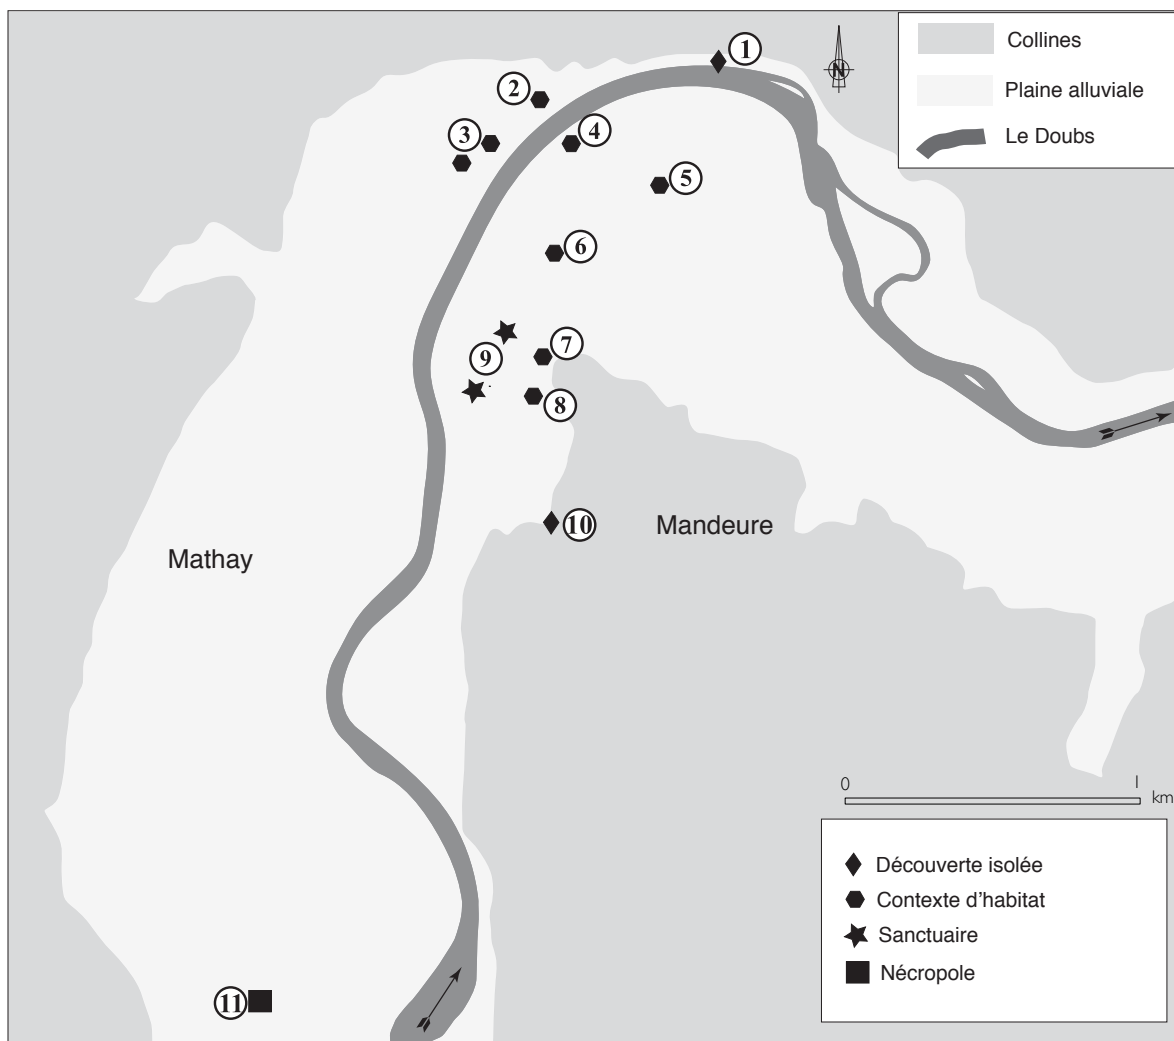 1
N
Collines
Plaine alluviale
Le Doubs
2
3
4
5
6
7
9
8
10
Mandeure
Mathay
0 1
km
Découverte isolée
Contexte d'habitat
Sanctuaire
Nécropole
11